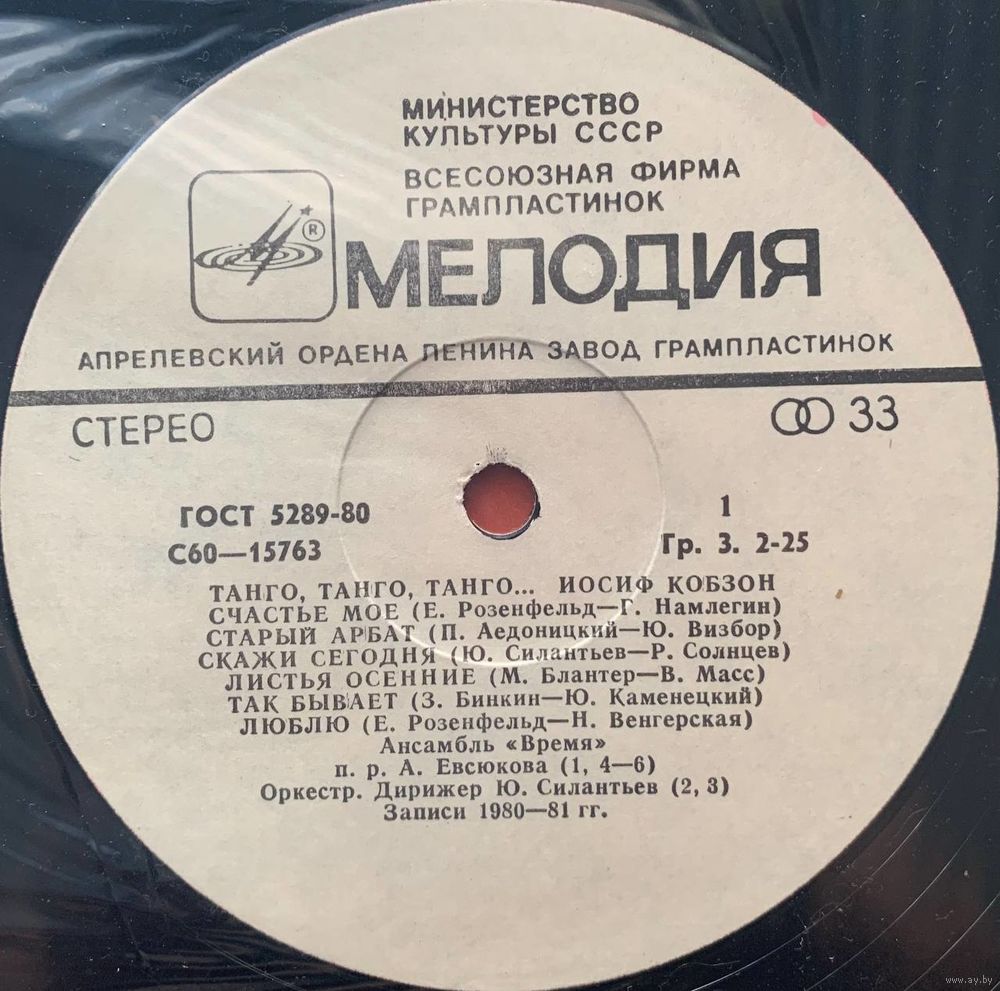 МИНИСТЕРСТВО
КУЛЬТУРЫ СССР
ВСЕСОЮЗНАЯ ФИРМА
ГРАМПЛАСТИНОК
®
МЕЛОДИЯ
АПРЕЛЕВСКИЙ ОРДЕНА ЛЕНИНА ЗАВОД ГРАМПЛАСТИНОК
СТЕРЕО
33
ГОСТ 5289-80
1
С60—15763
Гр. 3. 2-25
ТАНГО, ТАНГО, ТАНГО... ИОСИФ КОБЗОН
СЧАСТЬЕ МОЕ (Е. Розенфельд—Г. Намлегин)
СТАРЫЙ АРБАТ (П. Аедоницкий—Ю. Визбор)
СКАЖИ СЕГОДНЯ (Ю. Силантьев—Р. Солнцев)
ЛИСТЬЯ ОСЕННИЕ (М. Блантер—В. Масс)
ТАК БЫВАЕТ (З. Бинкин—Ю. Каменецкий)
ЛЮБЛЮ (Е. Розенфельд—Н. Венгерская)
Ансамбль «Время»
п. р. А. Евсюкова (1, 4—6)
Оркестр. Дирижер Ю. Силантьев (2, 3)
Записи 1980—81 гг.
www.ay.by